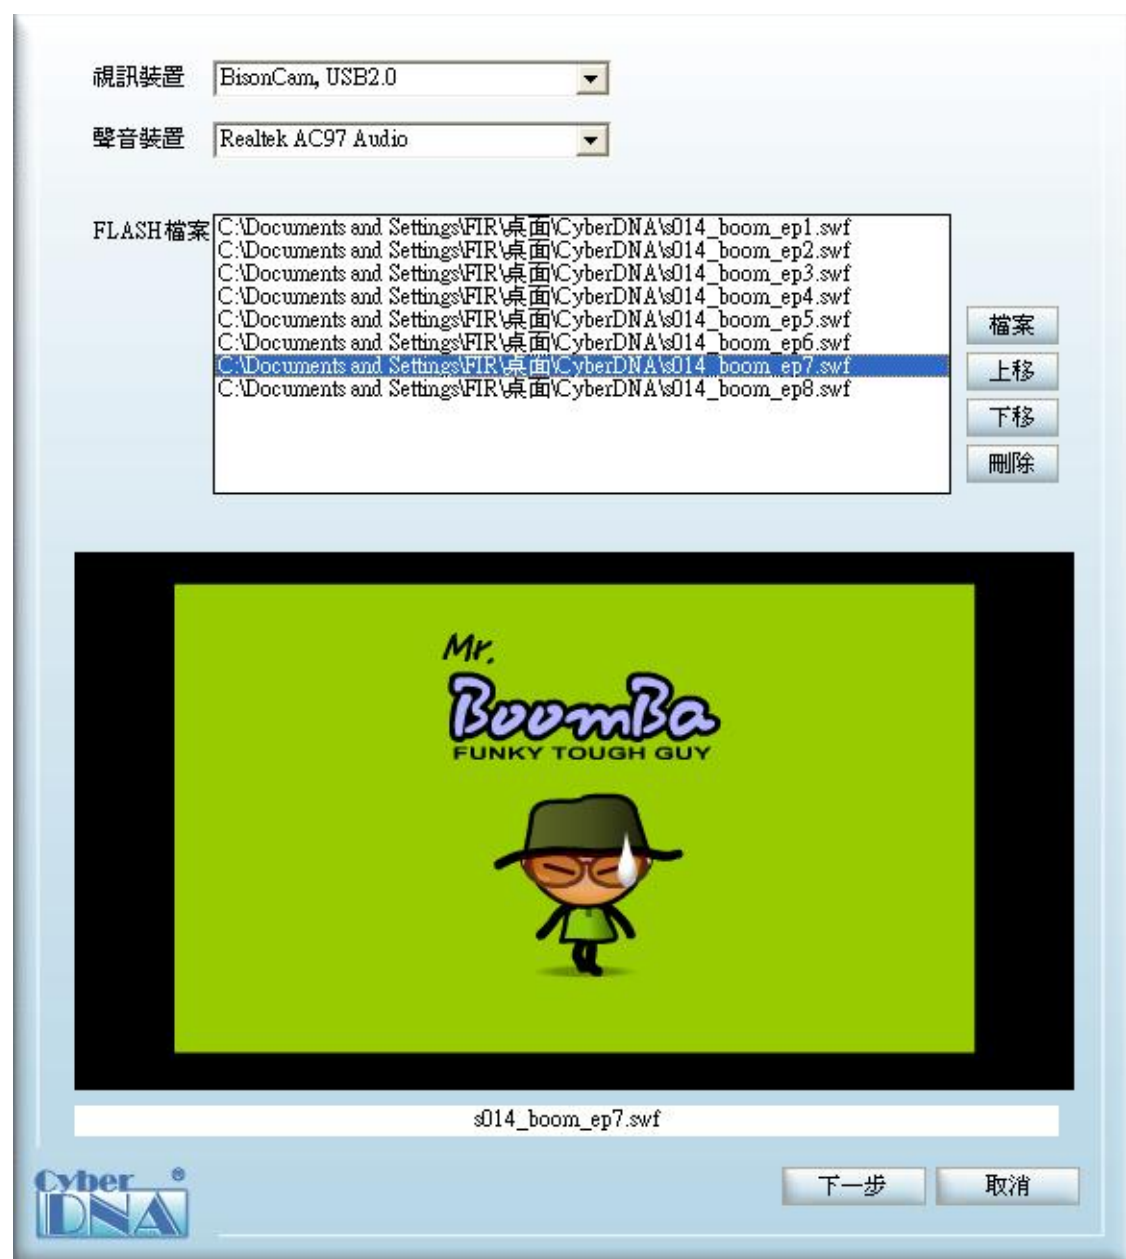 視訊裝置 BisonCam, USB2.0
聲音裝置 Realtek AC97 Audio
FLASH檔案 C:\Documents and Settings\FIR\桌面\CyberDNA\s014_boom_ep1.swf
C:\Documents and Settings\FIR\桌面\CyberDNA\s014_boom_ep2.swf
C:\Documents and Settings\FIR\桌面\CyberDNA\s014_boom_ep3.swf
C:\Documents and Settings\FIR\桌面\CyberDNA\s014_boom_ep4.swf
C:\Documents and Settings\FIR\桌面\CyberDNA\s014_boom_ep5.swf
C:\Documents and Settings\FIR\桌面\CyberDNA\s014_boom_ep6.swf
C:\Documents and Settings\FIR\桌面\CyberDNA\s014_boom_ep7.swf
C:\Documents and Settings\FIR\桌面\CyberDNA\s014_boom_ep8.swf
檔案
上移
下移
刪除
Mr.
BoomBa
FUNKY TOUGH GUY
s014_boom_ep7.swf
Cyber ®
DNA
下一步 取消